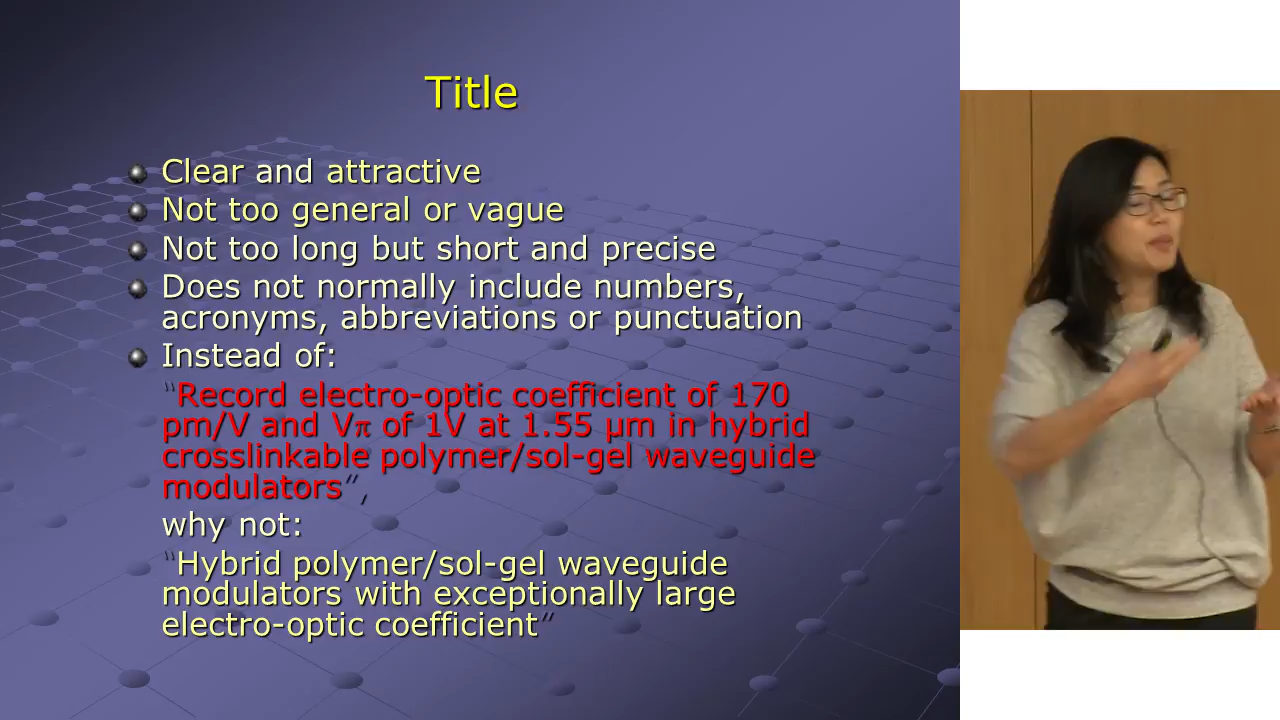 Title
Clear and attractive
Not too general or vague
Not too long but short and precise
Does not normally include numbers,
acronyms, abbreviations or punctuation
Instead of:
“Record electro-optic coefficient of 170
pm/V and Vπ of 1V at 1.55 μm in hybrid
crosslinkable polymer/sol-gel waveguide
modulators”,
why not:
“Hybrid polymer/sol-gel waveguide
modulators with exceptionally large
electro-optic coefficient”